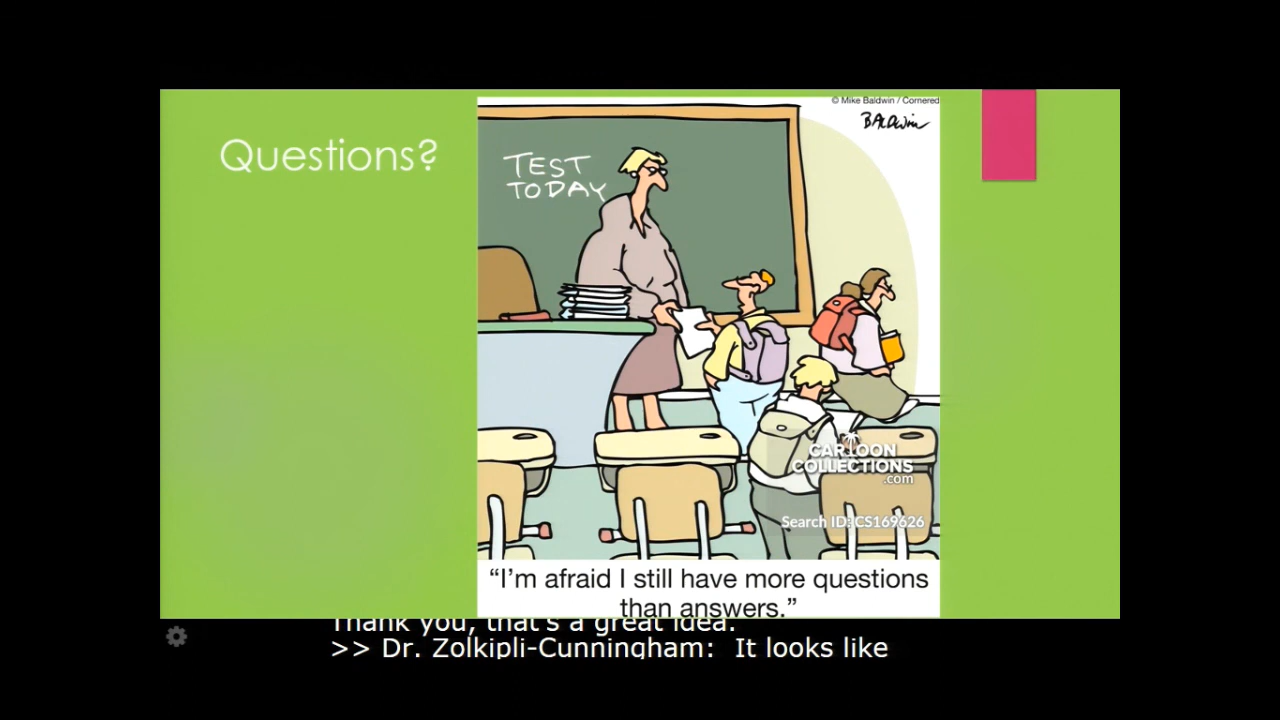 Questions?
© Mike Baldwin / Cornered
BALDWIN
TEST
TODAY
CARTOON
COLLECTIONS
.com
Search ID: CS169626
“I’m afraid I still have more questions
than answers.”
Thank you, that's a great idea.
>> Dr. Zolkipli-Cunningham:  It looks like